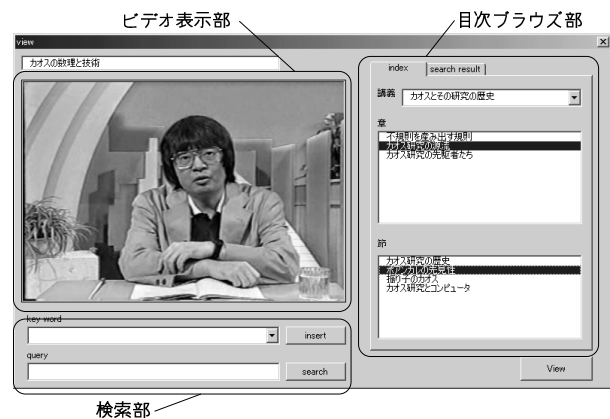 ビデオ表示部
目次ブラウズ部
view
カオスの数理と技術
index
search result
講義
カオスとその研究の歴史
章
不規則を産み出す規則
カオス研究の源流
カオス研究の先駆者たち
節
カオス研究の歴史
ポアンカレの先見性
振り子のカオス
カオス研究とコンピュータ
key word
insert
query
search
View
検索部